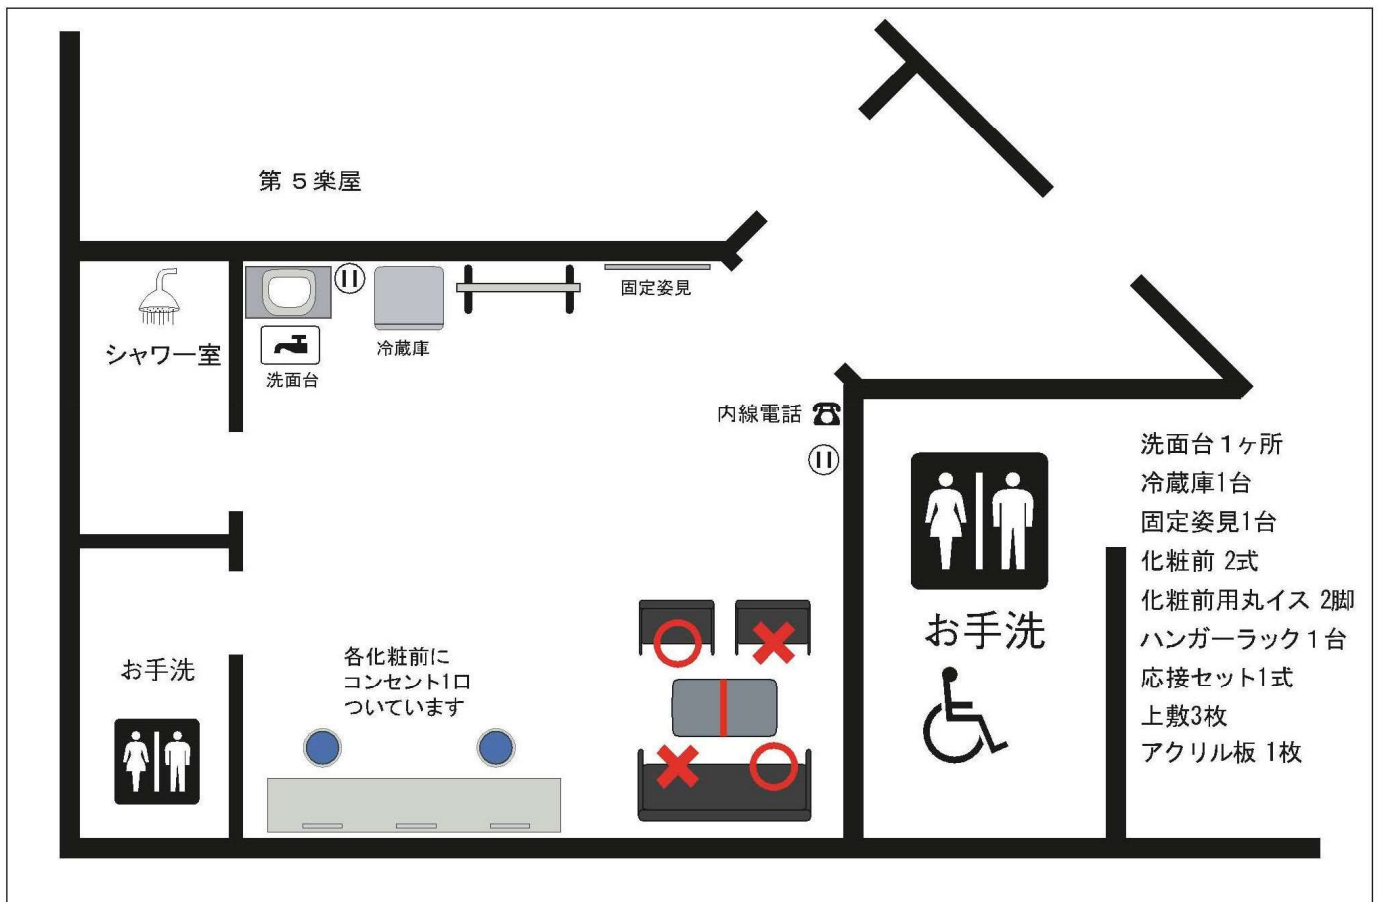 第５楽屋
シャワー室
洗面台
冷蔵庫
固定姿見
内線電話
お手洗
各化粧前に
コンセント1口
ついています
お手洗
洗面台１ヶ所
冷蔵庫1台
固定姿見1台
化粧前 2式
化粧前用丸イス 2脚
ハンガーラック１台
応接セット1式
上敷3枚
アクリル板 1枚